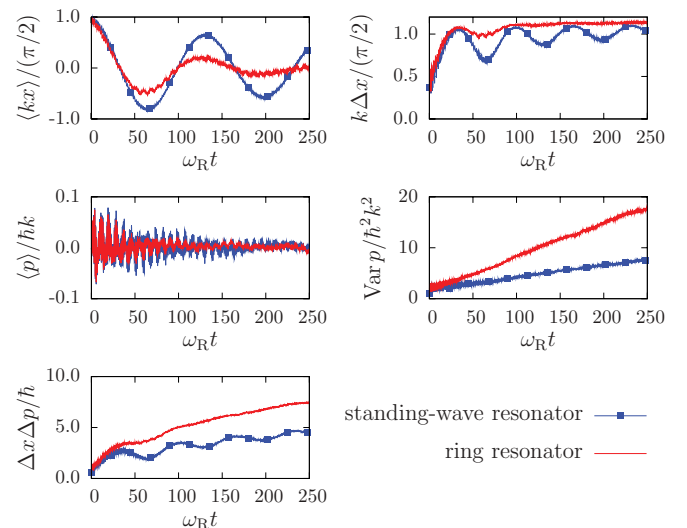 ⟨kx⟩/(π/2)
1.0
0.0
-1.0
0 50 100 150 200 250
ω_R t
kΔx/(π/2)
1.0
0.5
0.0
0 50 100 150 200 250
ω_R t
⟨p⟩/ħk
0.1
0.0
-0.1
0 50 100 150 200 250
ω_R t
Var p/ħ²k²
20
10
0
0 50 100 150 200 250
ω_R t
ΔxΔp/ħ
10.0
5.0
0.0
0 50 100 150 200 250
ω_R t
standing-wave resonator
ring resonator